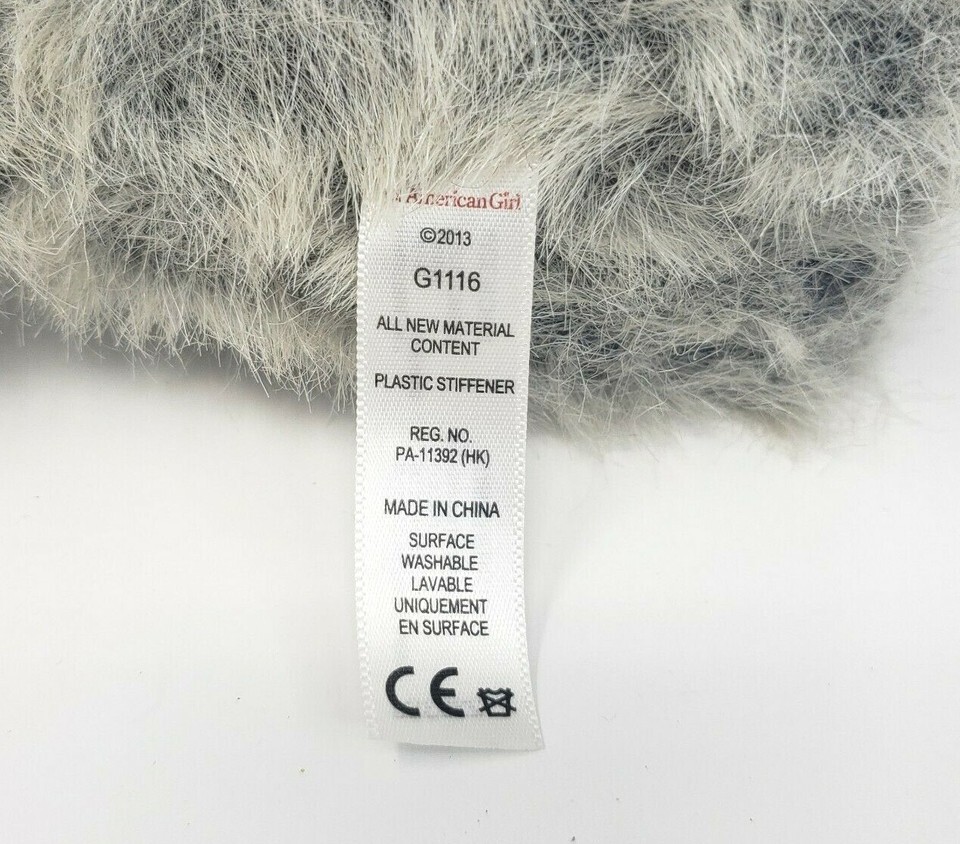 American Girl
©2013
G1116
ALL NEW MATERIAL
CONTENT
PLASTIC STIFFENER
REG. NO.
PA-11392 (HK)
MADE IN CHINA
SURFACE
WASHABLE
LAVABLE
UNIQUEMENT
EN SURFACE
CE